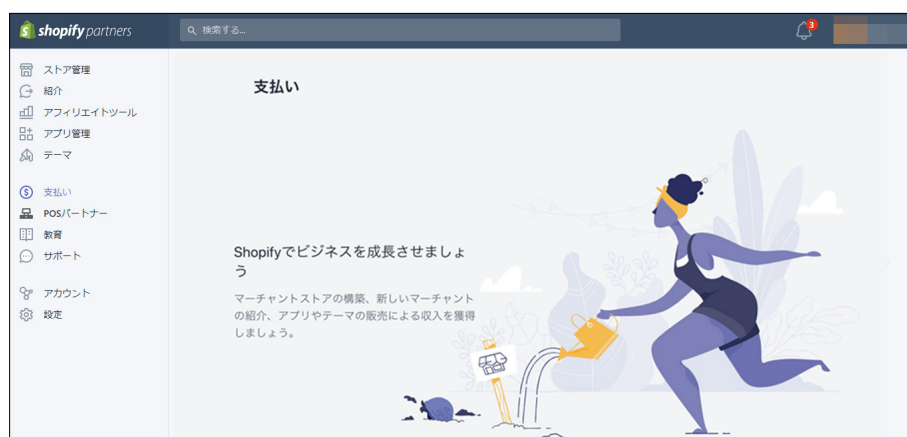 shopify partners
検索する...
3
ストア管理
紹介
アフィリエイトツール
アプリ管理
テーマ
支払い
POSパートナー
教育
サポート
アカウント
設定
支払い
Shopifyでビジネスを成長させましょ
う
マーチャントストアの構築、新しいマーチャント
の紹介、アプリやテーマの販売による収入を獲得
しましょう。